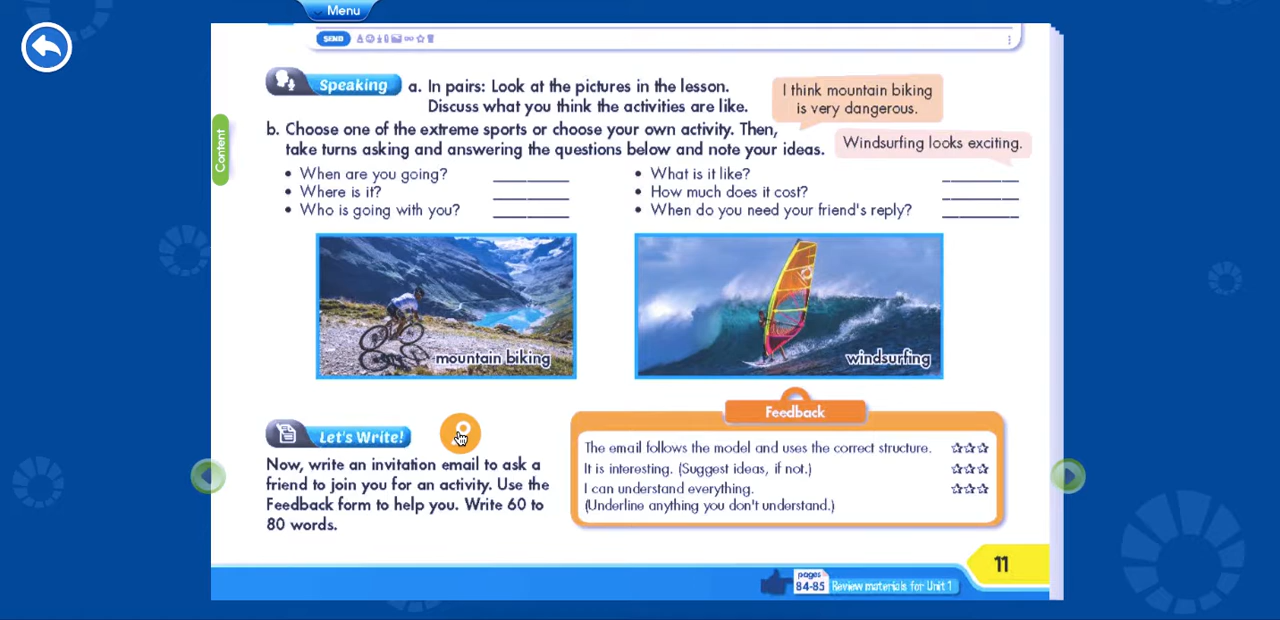 Menu
SEND
Content
Speaking
a. In pairs: Look at the pictures in the lesson.
Discuss what you think the activities are like.
I think mountain biking
is very dangerous.
b. Choose one of the extreme sports or choose your own activity. Then,
take turns asking and answering the questions below and note your ideas.
Windsurfing looks exciting.
• When are you going? ________
• Where is it? ________
• Who is going with you? ________
• What is it like? ________
• How much does it cost? ________
• When do you need your friend's reply? ________
mountain biking
windsurfing
Let's Write!
Now, write an invitation email to ask a
friend to join you for an activity. Use the
Feedback form to help you. Write 60 to
80 words.
Feedback
The email follows the model and uses the correct structure. ☆☆☆
It is interesting. (Suggest ideas, if not.) ☆☆☆
I can understand everything. ☆☆☆
(Underline anything you don't understand.)
11
pages
84-85
Review materials for Unit 1